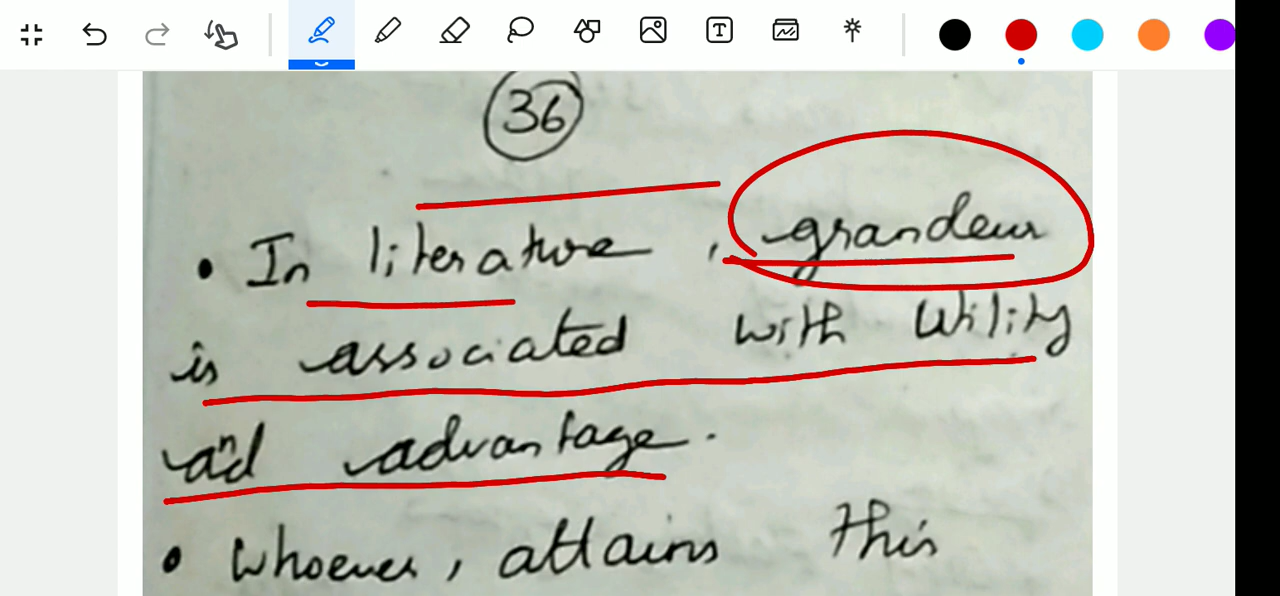 36
• In literature, grandeur
is associated with Utility
and advantage.
• Whoever, attains this